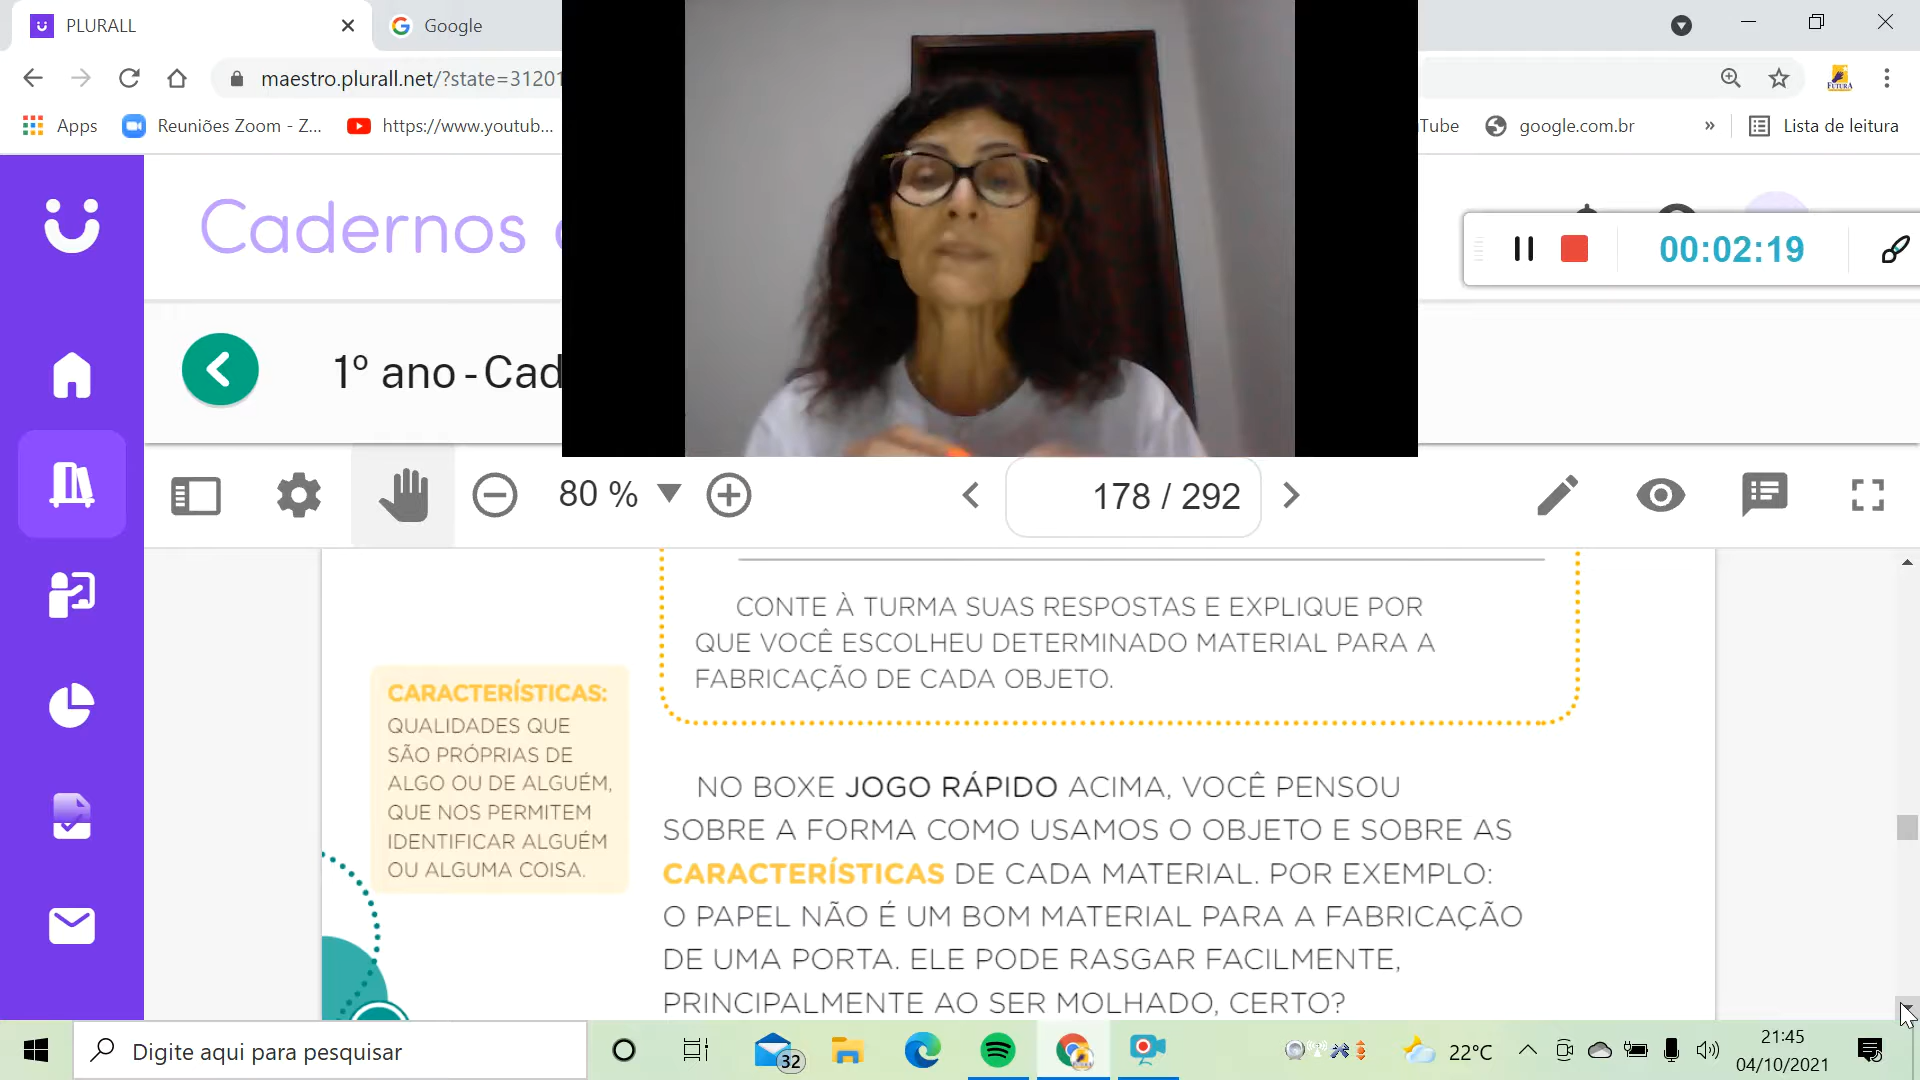 PLURALL
Google
maestro.plurall.net/?state=31201
Apps
Reuniões Zoom - Z...
https://www.youtub...
Tube
google.com.br
»
Lista de leitura
FUTURA
Cadernos
00:02:19
1º ano - Cad
80 %
178 / 292
CONTE À TURMA SUAS RESPOSTAS E EXPLIQUE POR
QUE VOCÊ ESCOLHEU DETERMINADO MATERIAL PARA A
FABRICAÇÃO DE CADA OBJETO.
CARACTERÍSTICAS:
QUALIDADES QUE
SÃO PRÓPRIAS DE
ALGO OU DE ALGUÉM,
QUE NOS PERMITEM
IDENTIFICAR ALGUÉM
OU ALGUMA COISA.
NO BOXE JOGO RÁPIDO ACIMA, VOCÊ PENSOU
SOBRE A FORMA COMO USAMOS O OBJETO E SOBRE AS
CARACTERÍSTICAS DE CADA MATERIAL. POR EXEMPLO:
O PAPEL NÃO É UM BOM MATERIAL PARA A FABRICAÇÃO
DE UMA PORTA. ELE PODE RASGAR FACILMENTE,
PRINCIPALMENTE AO SER MOLHADO, CERTO?
Digite aqui para pesquisar
32
22°C
21:45
04/10/2021